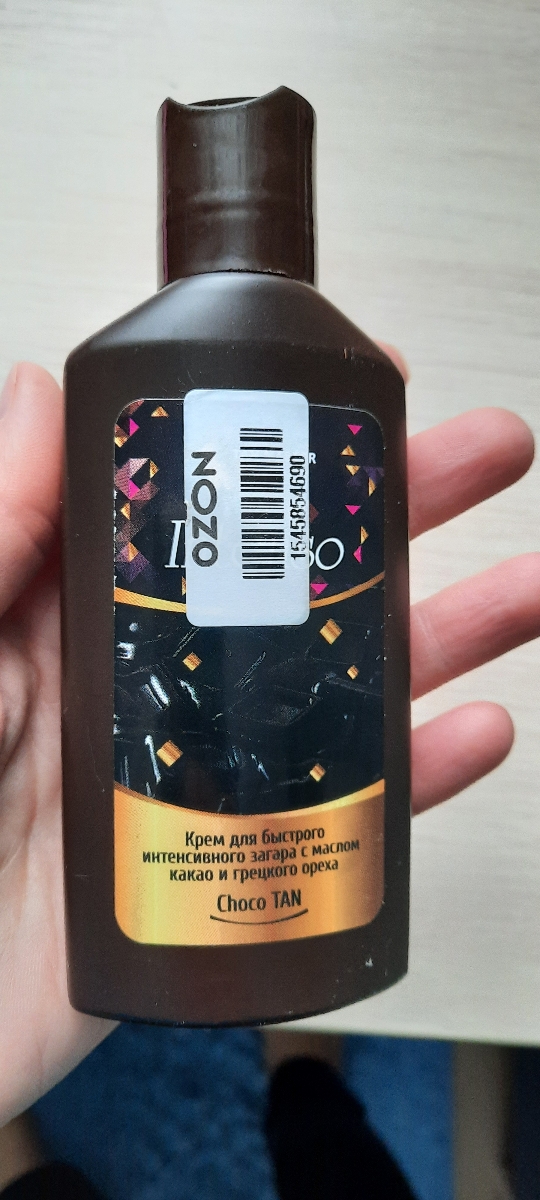 OZON
1545854690
Крем для быстрого
интенсивного загара с маслом
какао и грецкого ореха
Choco TAN